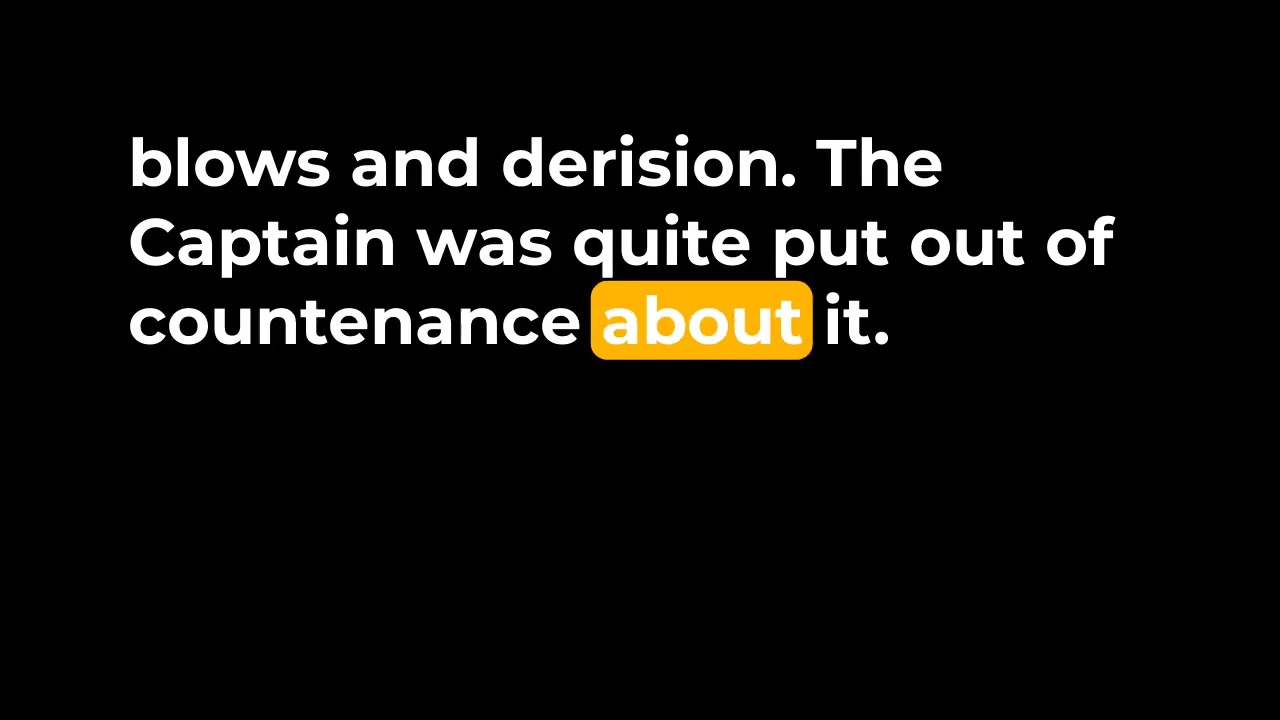 blows and derision. The
Captain was quite put out of
countenance about it.